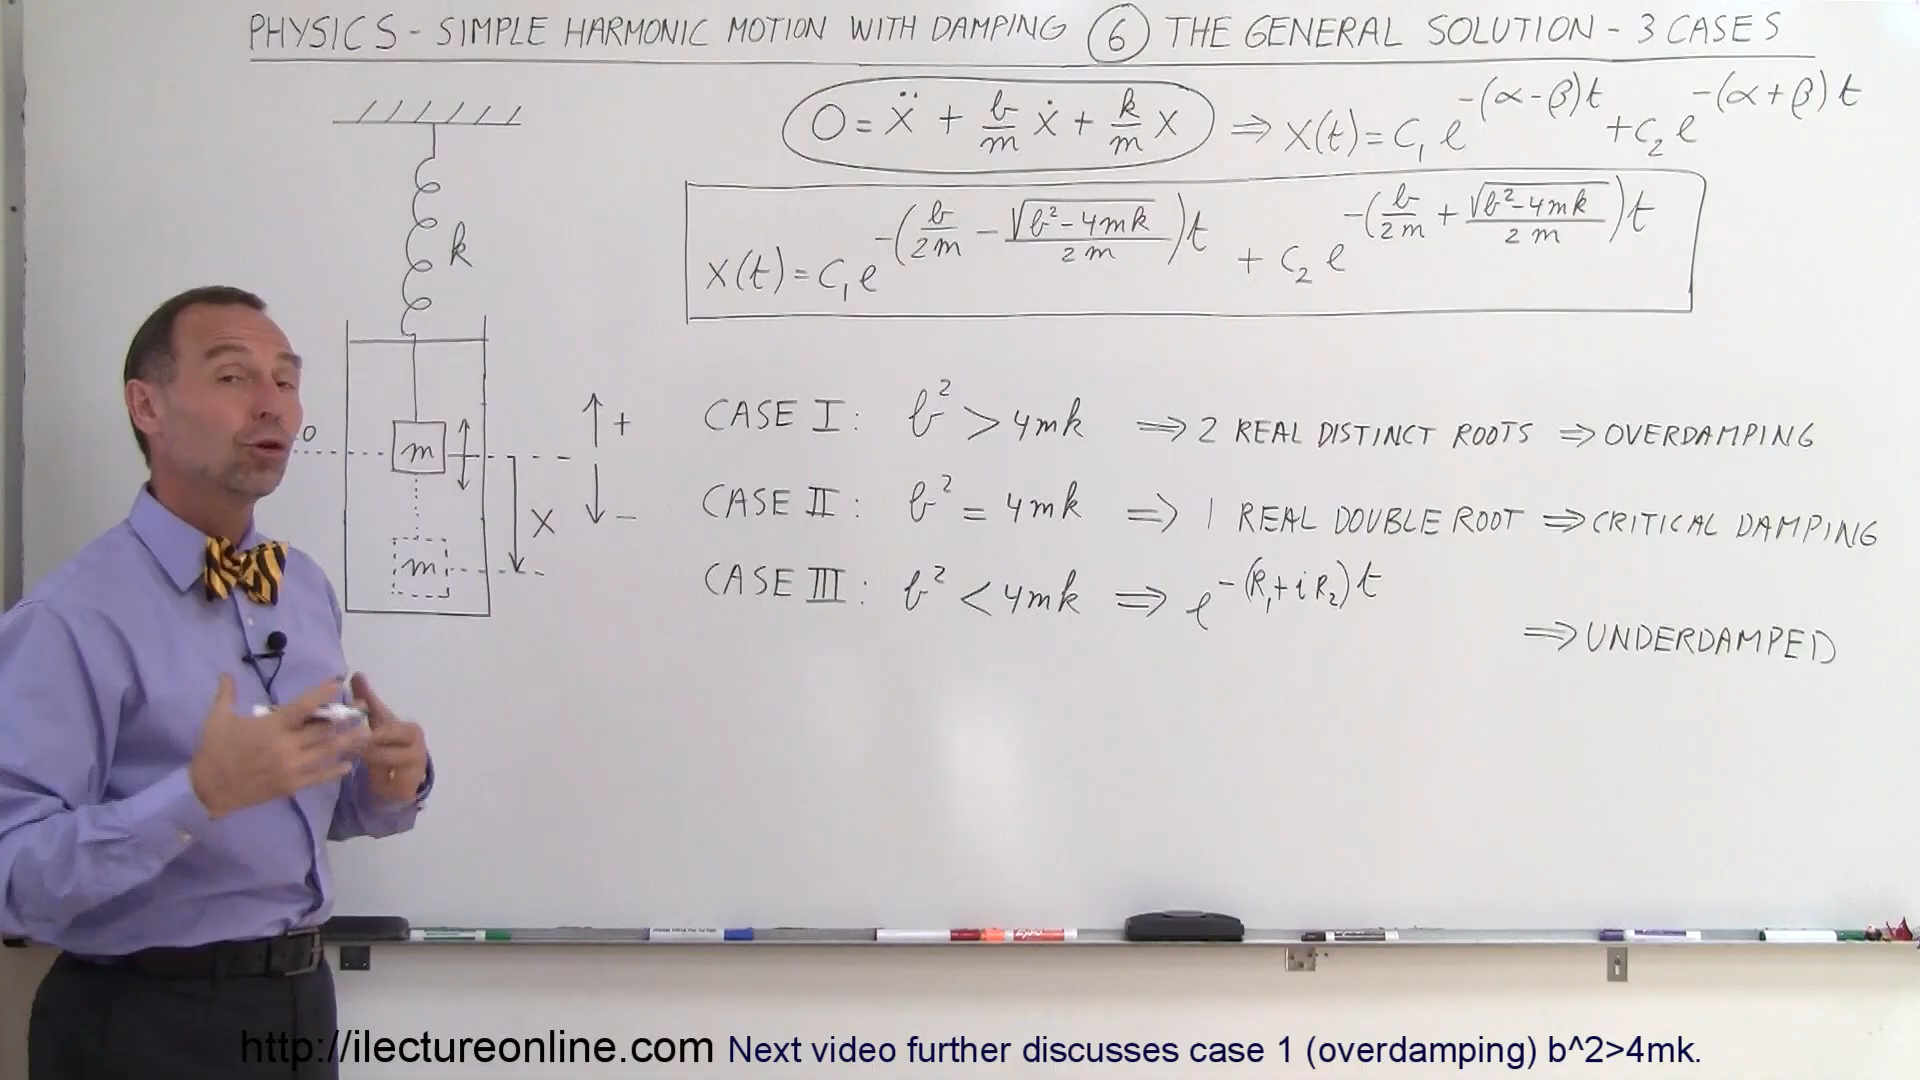 PHYSICS - SIMPLE HARMONIC MOTION WITH DAMPING ⑥ THE GENERAL SOLUTION - 3 CASES
0 = ẍ + b/m ẋ + k/m x ⇒ x(t) = C₁ e^-(α-β)t + C₂ e^-(α+β)t
x(t) = C₁ e^-(b/2m - √(b²-4mk)/2m)t + C₂ e^-(b/2m + √(b²-4mk)/2m)t
k
0
m
+
-
x
m
CASE I: b² > 4mk ⇒ 2 REAL DISTINCT ROOTS ⇒ OVERDAMPING
CASE II: b² = 4mk ⇒ 1 REAL DOUBLE ROOT ⇒ CRITICAL DAMPING
CASE III: b² < 4mk ⇒ e^-(R₁+iR₂)t
⇒ UNDERDAMPED
http://ilectureonline.com Next video further discusses case 1 (overdamping) b^2>4mk.